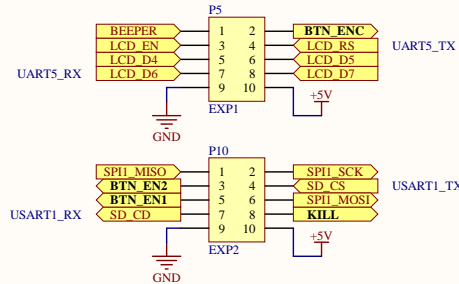 P5
BEEPER 1 2 BTN_ENC
LCD_EN 3 4 LCD_RS UART5_TX
LCD_D4 5 6 LCD_D5
UART5_RX LCD_D6 7 8 LCD_D7
9 10 +5V
EXP1
GND
P10
SPI1_MISO 1 2 SPI1_SCK
BTN_EN2 3 4 SD_CS USART1_TX
BTN_EN1 5 6 SPI1_MOSI
USART1_RX SD_CD 7 8 KILL
9 10 +5V
EXP2
GND